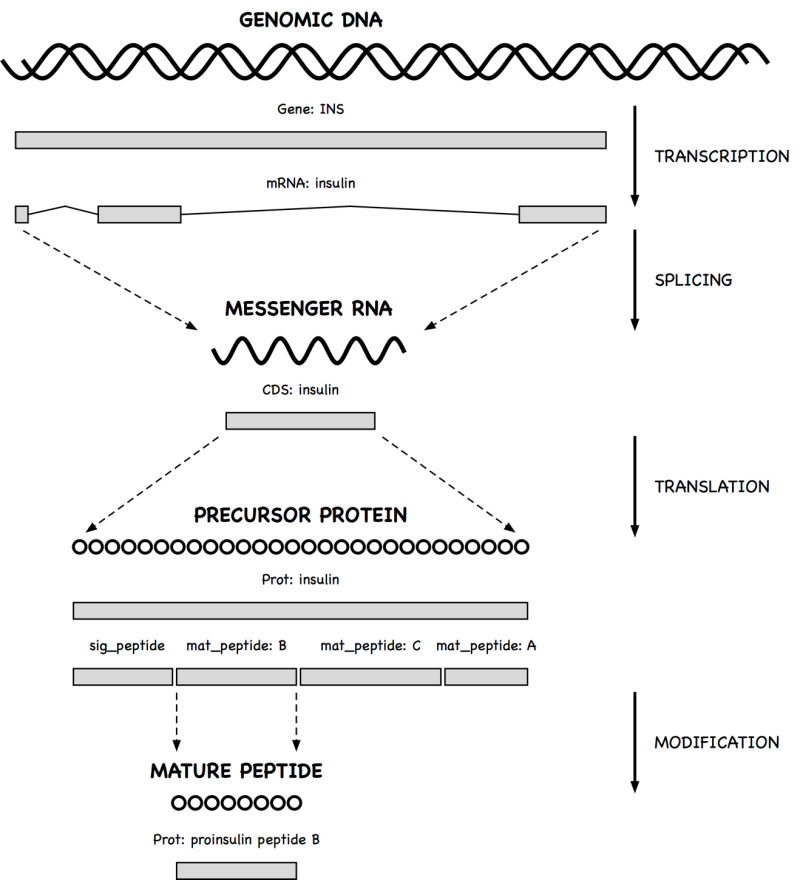 GENOMIC DNA
Gene: INS
TRANSCRIPTION
mRNA: insulin
SPLICING
MESSENGER RNA
CDS: insulin
TRANSLATION
PRECURSOR PROTEIN
Prot: insulin
sig_peptide mat_peptide: B mat_peptide: C mat_peptide: A
MODIFICATION
MATURE PEPTIDE
Prot: proinsulin peptide B